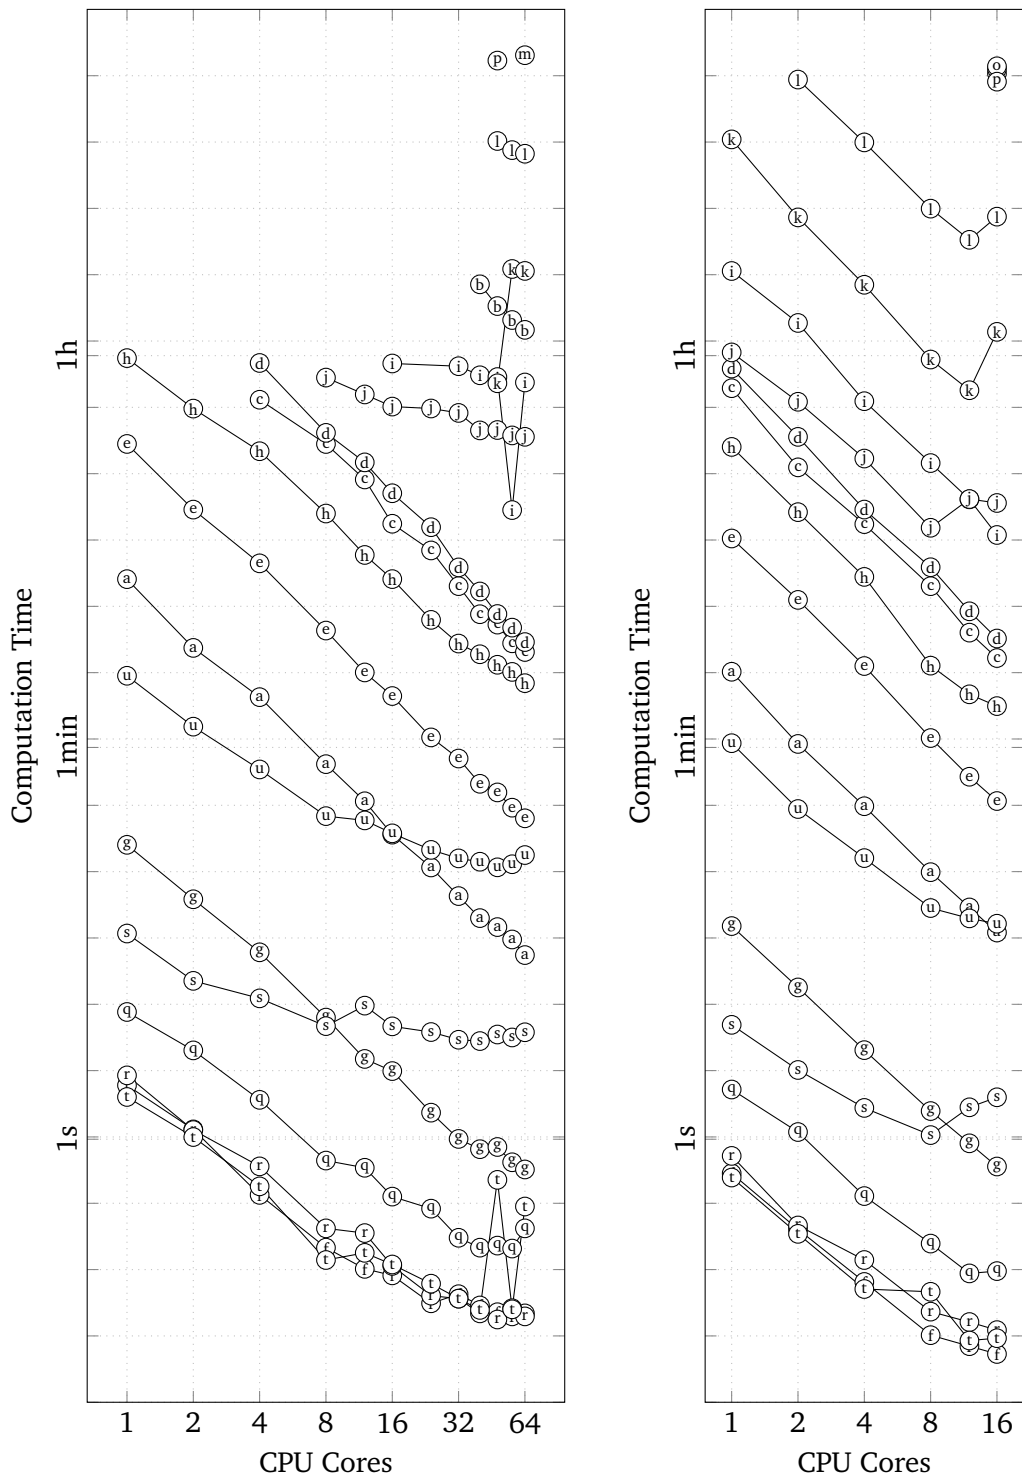 p m
l l l
b k k
b
b b
1h
h d i i i i i
c j j j k
h j j j j j j j
e h d c
d c i
e h d
e c d
a h h c d
e h h d d
a e h h c d
u a e h h h c
u e e
1min
u a e e
u a e e
u u a e
g u u u u u u
g a a
s a a
g a
s
q s g s s s s s s s
q g g
r t q g
r t g g g g g
r q q t
t q q t
f r r q q q q
t f t t t t t t r r
1s
1 2 4 8 16 32 64
CPU Cores
Computation Time
o
p
l
k l
k l l
i k l
i k
1h
j k
d j i k
c d j i
h c d j j
h c d i
e h d
e h c d
a e h c d
u a e h h
1min
u a e e
u a e
u u a
g u u
g
s g
q s s g s s
q g g
1s
r q
t q q q
r r r
t t f t t
f
1 2 4 8 16
CPU Cores
Computation Time